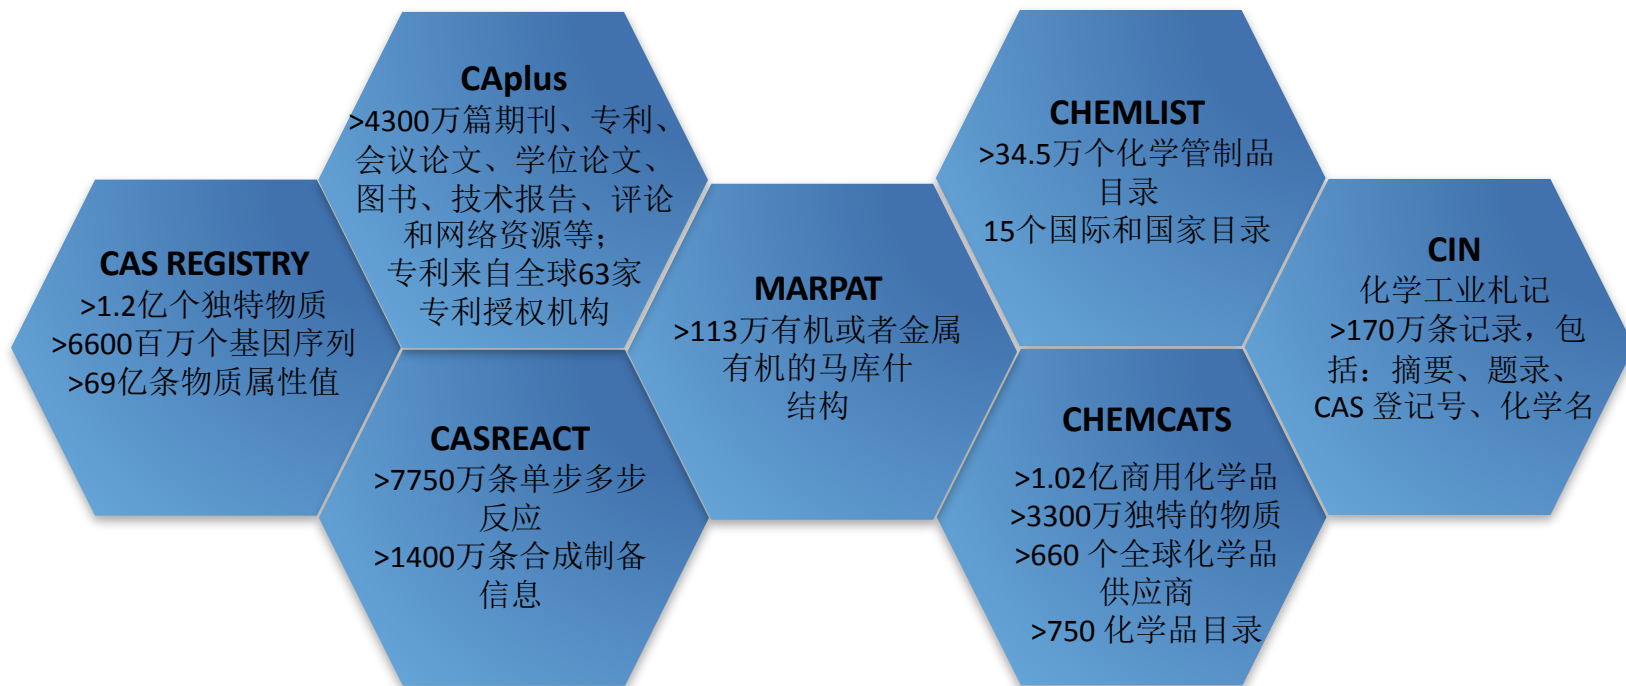 CAS REGISTRY
>1.2亿个独特物质
>6600百万个基因序列
>69亿条物质属性值
CAplus
>4300万篇期刊、专利、
会议论文、学位论文、
图书、技术报告、评论
和网络资源等；
专利来自全球63家
专利授权机构
CASREACT
>7750万条单步多步
反应
>1400万条合成制备
信息
MARPAT
>113万有机或者金属
有机的马库什
结构
CHEMLIST
>34.5万个化学管制品
目录
15个国际和国家目录
CHEMCATS
>1.02亿商用化学品
>3300万独特的物质
>660 个全球化学品
供应商
>750 化学品目录
CIN
化学工业札记
>170万条记录，包
括：摘要、题录、
CAS 登记号、化学名